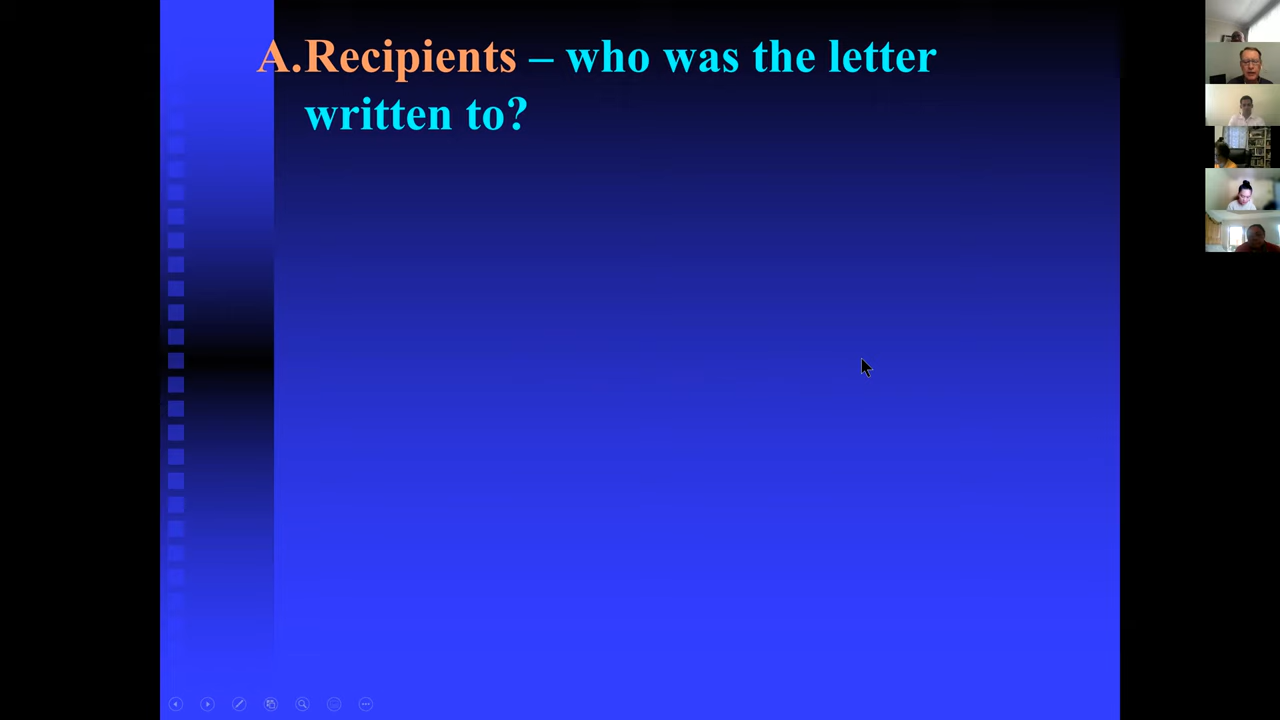 A.Recipients – who was the letter
written to?